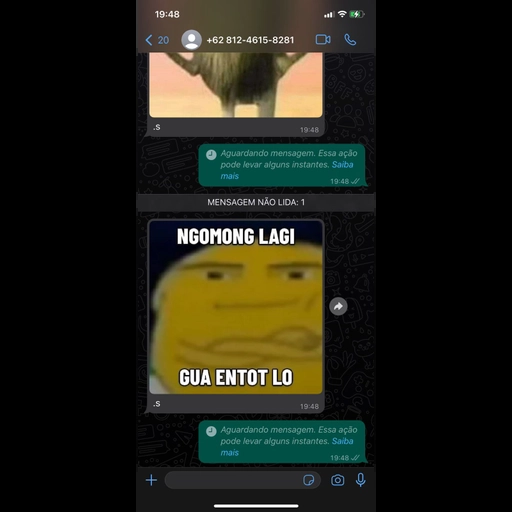 19:48
20
+62 812-4615-8281
.S
19:48
Aguardando mensagem. Essa ação
pode levar alguns instantes. Saiba
mais
19:48
MENSAGEM NÃO LIDA: 1
NGOMONG LAGI
GUA ENTOT LO
.S
19:48
Aguardando mensagem. Essa ação
pode levar alguns instantes. Saiba
mais
19:48